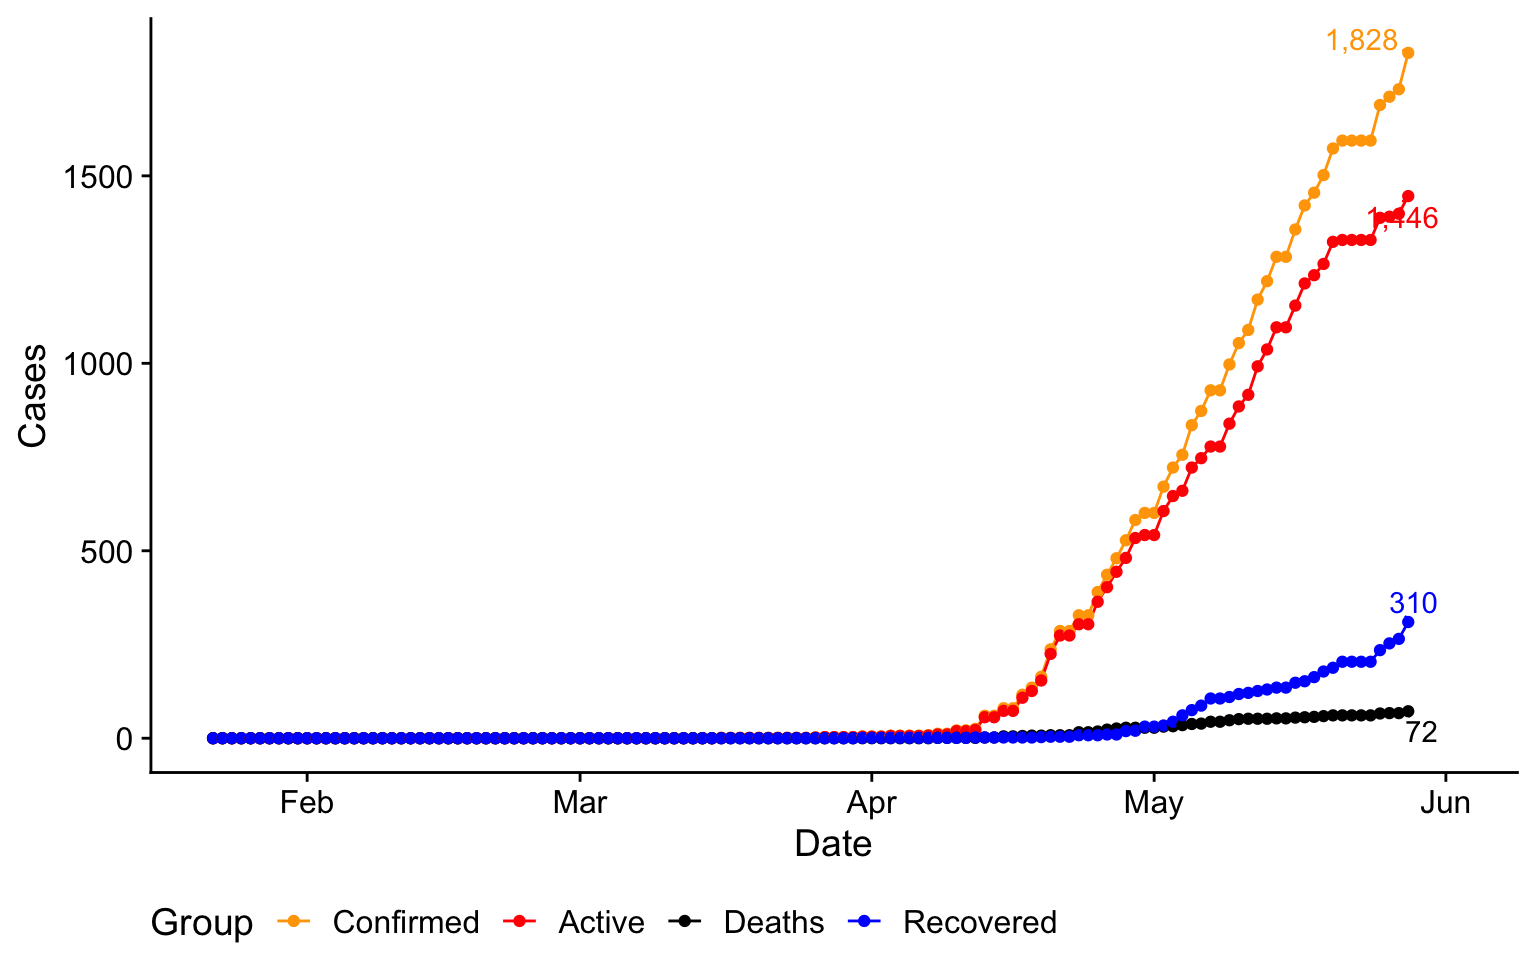 1,828
1500
1,446
1000
Cases
500
310
0
72
Feb Mar Apr May Jun
Date
Group Confirmed Active Deaths Recovered